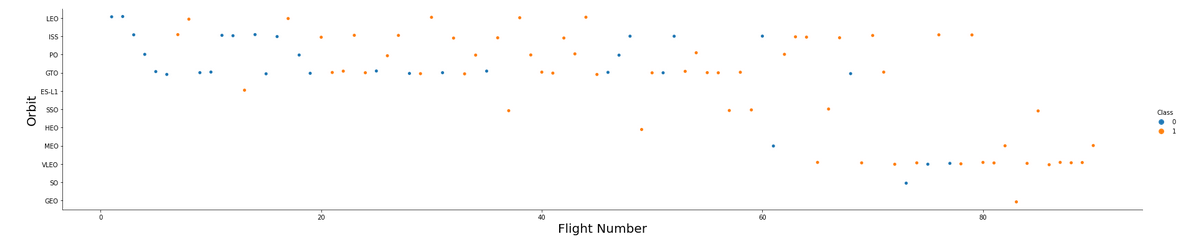 LEO
ISS
PO
GTO
ES-L1
SSO
HEO
MEO
VLEO
SO
GEO
Orbit
0 20 40 60 80
Flight Number
Class
0
1